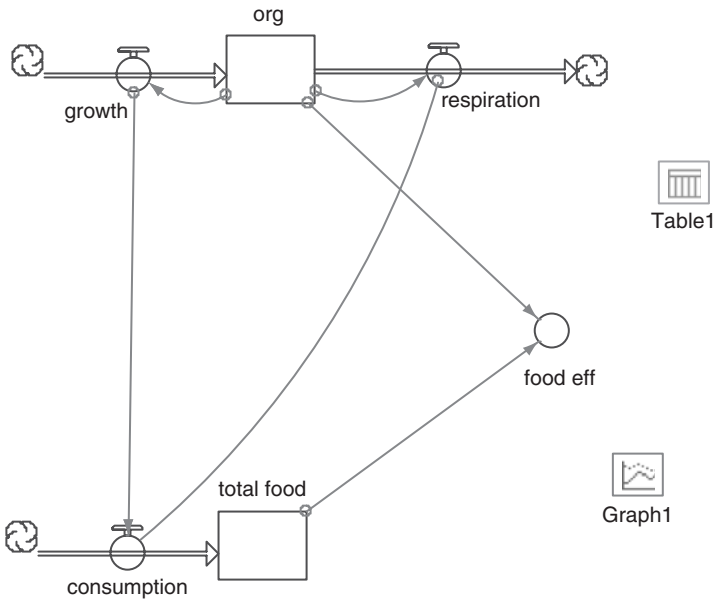 org
growth
respiration
Table1
food eff
total food
Graph1
consumption